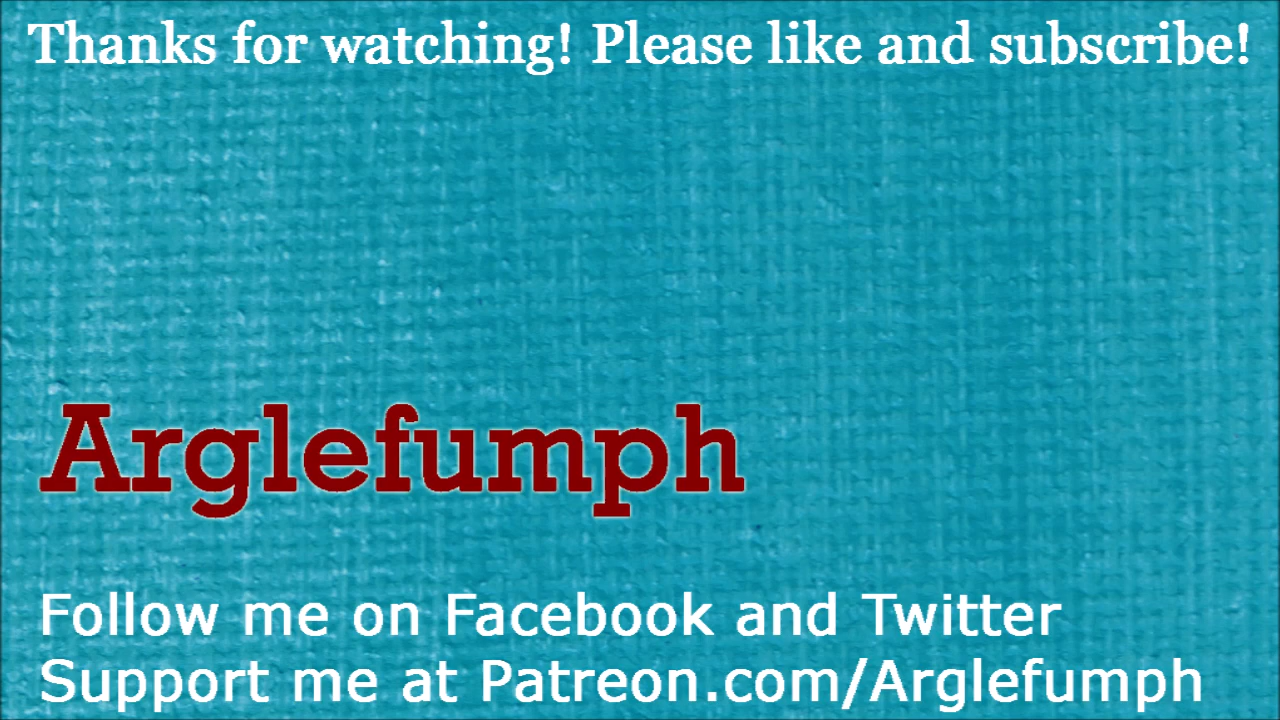 Thanks for watching! Please like and subscribe!
Arglefumph
Follow me on Facebook and Twitter
Support me at Patreon.com/Arglefumph